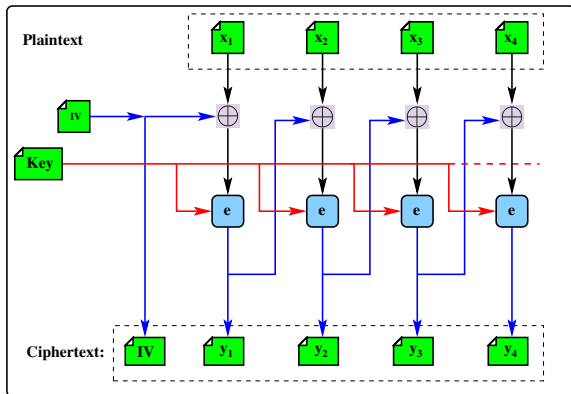 Plaintext
x1 x2 x3 x4
IV
Key
e e e e
Ciphertext: IV y1 y2 y3 y4